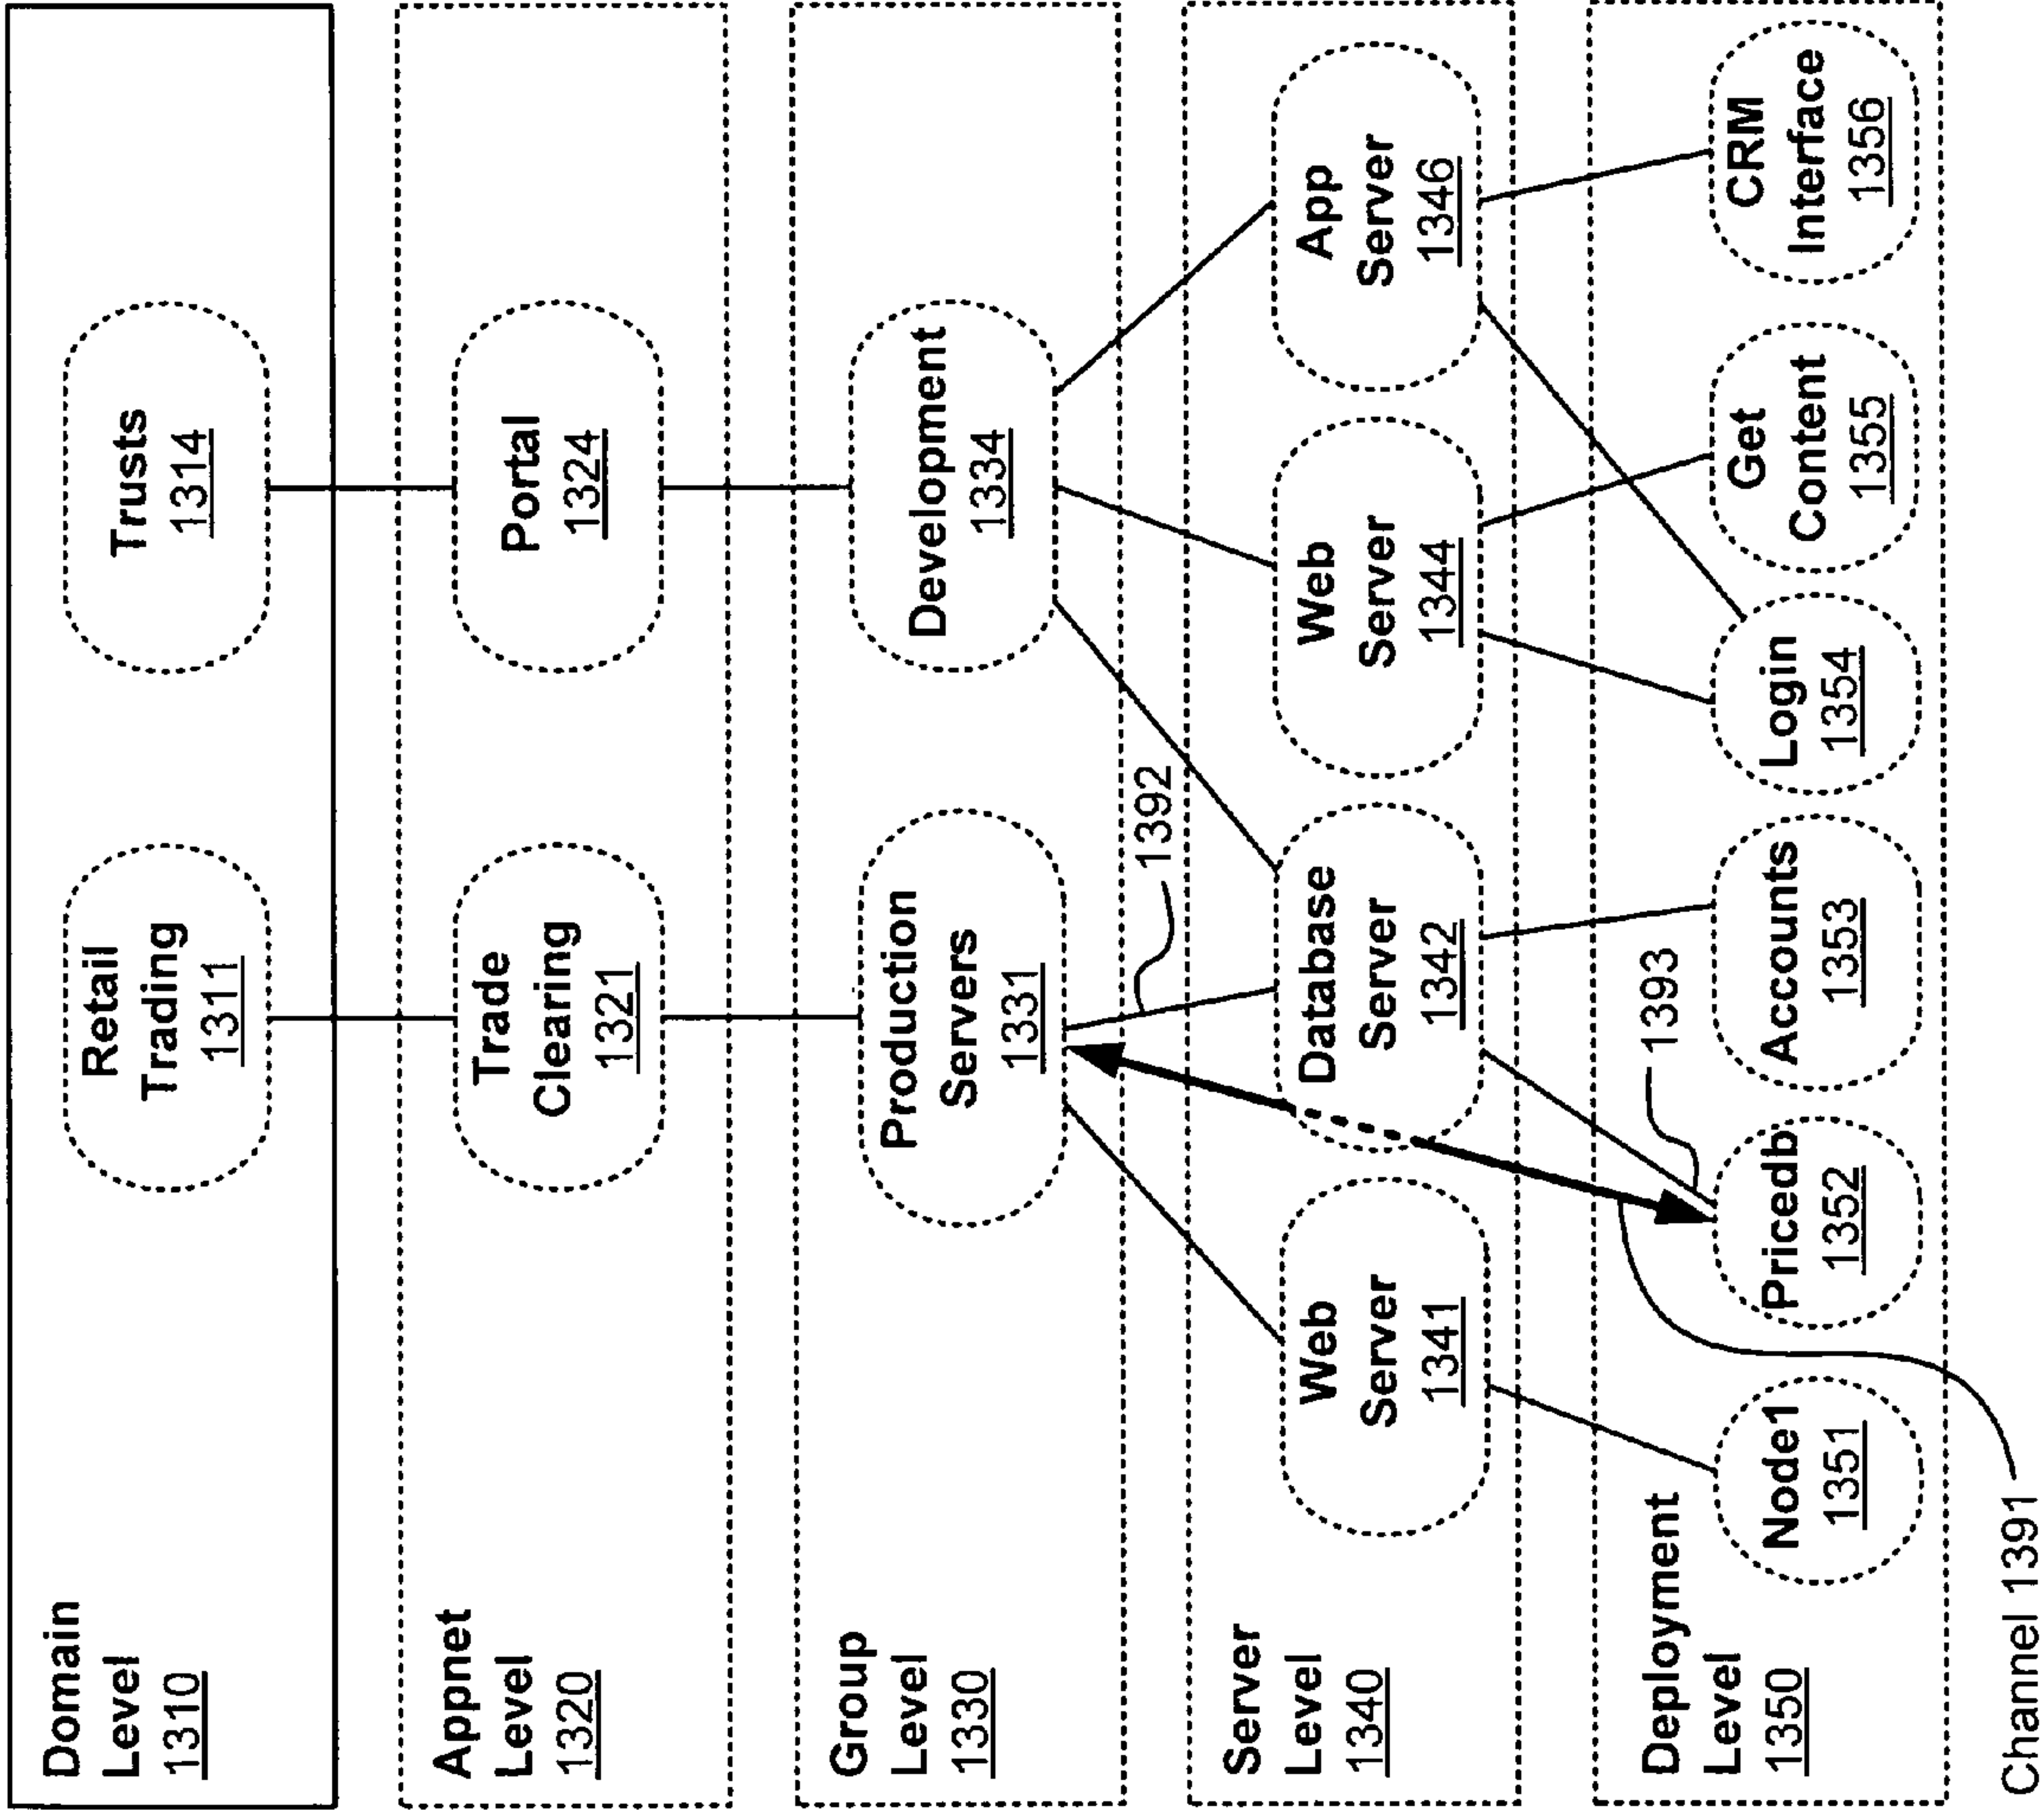 Domain
Level
1310
Retail
Trading
1311
Trusts
1314
Appnet
Level
1320
Trade
Clearing
1321
Portal
1324
Group
Level
1330
Production
Servers
1331
Development
1334
1392
Server
Level
1340
Web
Server
1341
Database
Server
1342
Web
Server
1344
App
Server
1346
1393
Deployment
Level
1350
Node1
1351
Pricedb
1352
Accounts
1353
Login
1354
Get
Content
1355
CRM
Interface
1356
Channel 1391